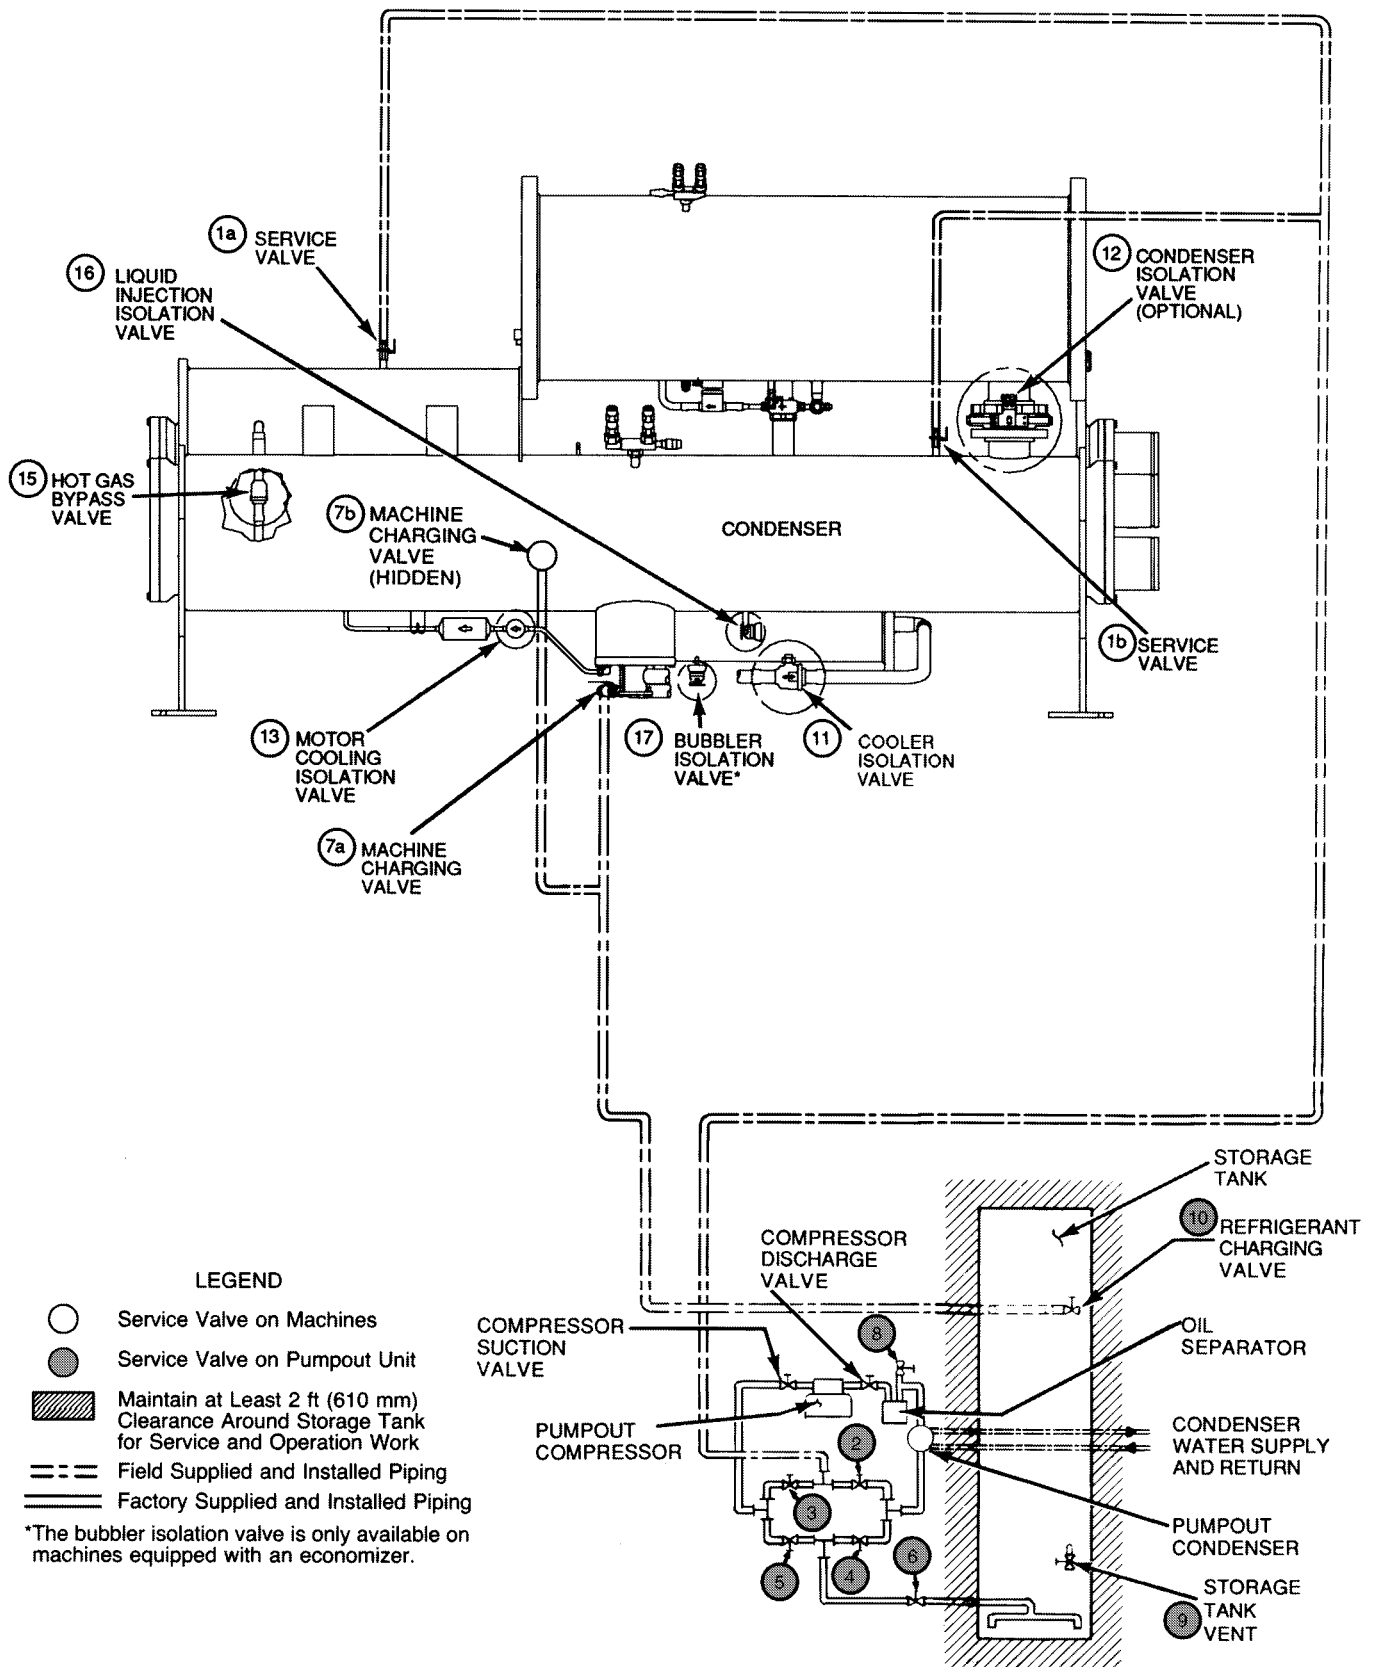 1a SERVICE
VALVE
16 LIQUID
INJECTION
ISOLATION
VALVE
12 CONDENSER
ISOLATION
VALVE
(OPTIONAL)
15 HOT GAS
BYPASS
VALVE
7b MACHINE
CHARGING
VALVE
(HIDDEN)
CONDENSER
1b SERVICE
VALVE
13 MOTOR
COOLING
ISOLATION
VALVE
17 BUBBLER
ISOLATION
VALVE*
11 COOLER
ISOLATION
VALVE
7a MACHINE
CHARGING
VALVE
STORAGE
TANK
10 REFRIGERANT
CHARGING
VALVE
COMPRESSOR
DISCHARGE
VALVE
COMPRESSOR
SUCTION
VALVE
8
OIL
SEPARATOR
PUMPOUT
COMPRESSOR
2
CONDENSER
WATER SUPPLY
AND RETURN
3
PUMPOUT
CONDENSER
5
4
6
STORAGE
TANK
9 VENT
LEGEND
Service Valve on Machines
Service Valve on Pumpout Unit
Maintain at Least 2 ft (610 mm)
Clearance Around Storage Tank
for Service and Operation Work
Field Supplied and Installed Piping
Factory Supplied and Installed Piping
*The bubbler isolation valve is only available on
machines equipped with an economizer.